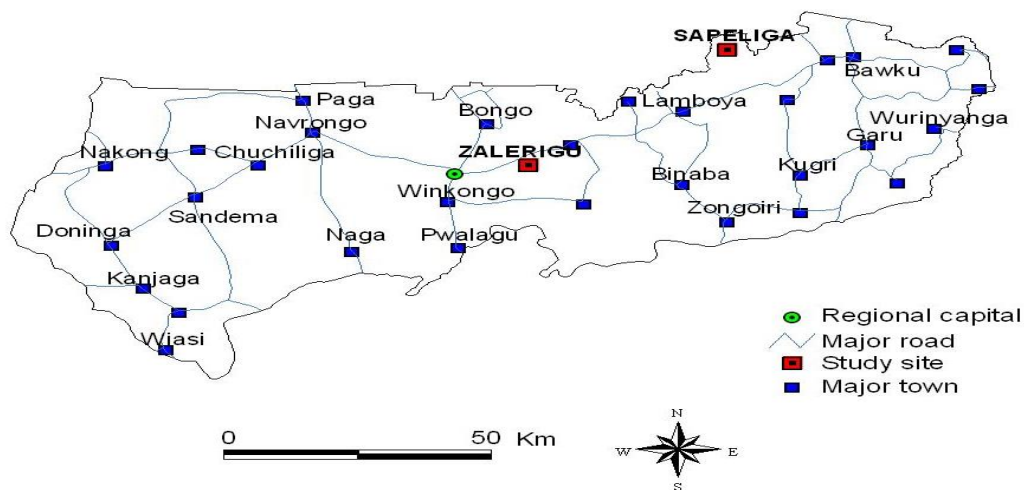 SAPELIGA
Bawku
Paga
Lamboya
Bongo
Navrongo
Wurinyanga
Garu
Nakong
Chuchiliga
ZALERIGU
Kugri
Binaba
Winkongo
Sandema
Zongoiri
Doninga
Naga
Pwalagu
Kanjaga
Wiasi
Regional capital
Major road
Study site
Major town
0 50 Km
N
W E
S